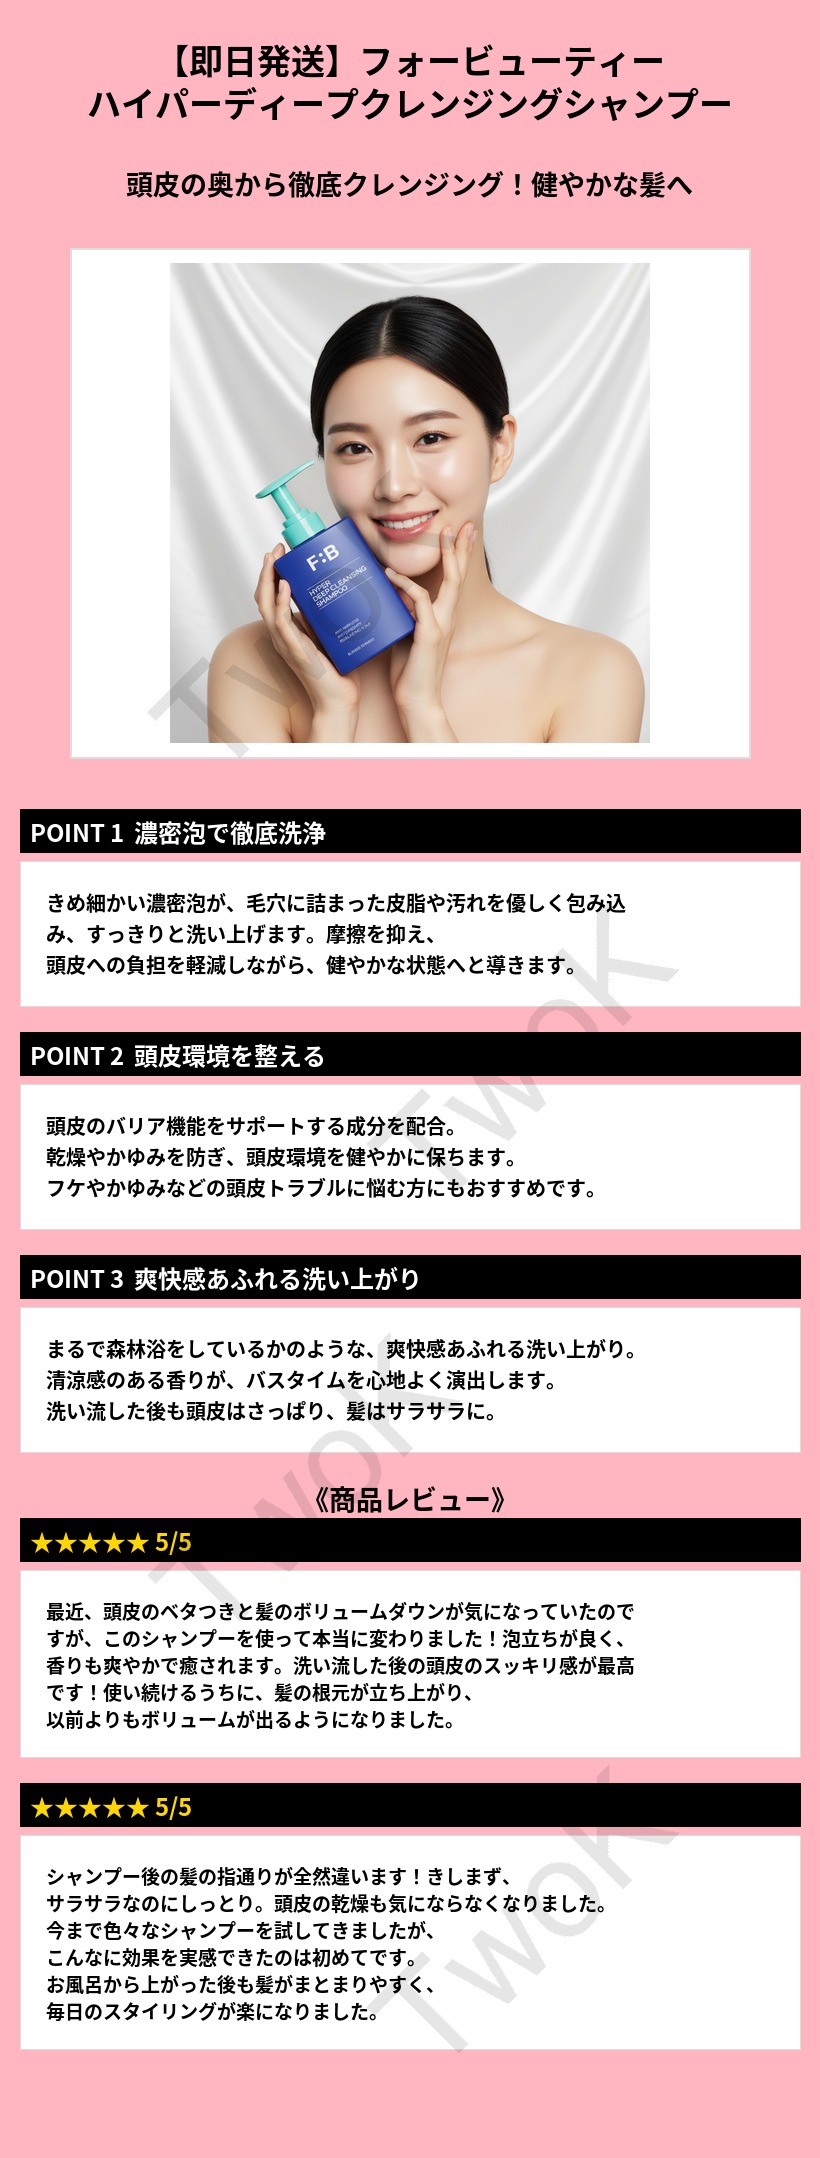 【即日発送】フォービューティー
ハイパーディープクレンジングシャンプー
頭皮の奥から徹底クレンジング！健やかな髪へ
F:B
HYPER
DEEP CLEANSING
SHAMPOO
TwoK
POINT 1 濃密泡で徹底洗浄
きめ細かい濃密泡が、毛穴に詰まった皮脂や汚れを優しく包み込
み、すっきりと洗い上げます。摩擦を抑え、
頭皮への負担を軽減しながら、健やかな状態へと導きます。
TwoK
POINT 2 頭皮環境を整える
頭皮のバリア機能をサポートする成分を配合。
乾燥やかゆみを防ぎ、頭皮環境を健やかに保ちます。
フケやかゆみなどの頭皮トラブルに悩む方にもおすすめです。
POINT 3 爽快感あふれる洗い上がり
まるで森林浴をしているかのような、爽快感あふれる洗い上がり。
清涼感のある香りが、バスタイムを心地よく演出します。
洗い流した後も頭皮はさっぱり、髪はサラサラに。
TwoK
《商品レビュー》
★★★★★ 5/5
最近、頭皮のベタつきと髪のボリュームダウンが気になっていたので
すが、このシャンプーを使って本当に変わりました！泡立ちが良く、
香りも爽やかで癒されます。洗い流した後の頭皮のスッキリ感が最高
です！使い続けるうちに、髪の根元が立ち上がり、
以前よりもボリュームが出るようになりました。
★★★★★ 5/5
シャンプー後の髪の指通りが全然違います！きしまず、
サラサラなのにしっとり。頭皮の乾燥も気にならなくなりました。
今まで色々なシャンプーを試してきましたが、
こんなに効果を実感できたのは初めてです。
お風呂から上がった後も髪がまとまりやすく、
毎日のスタイリングが楽になりました。
TwoK